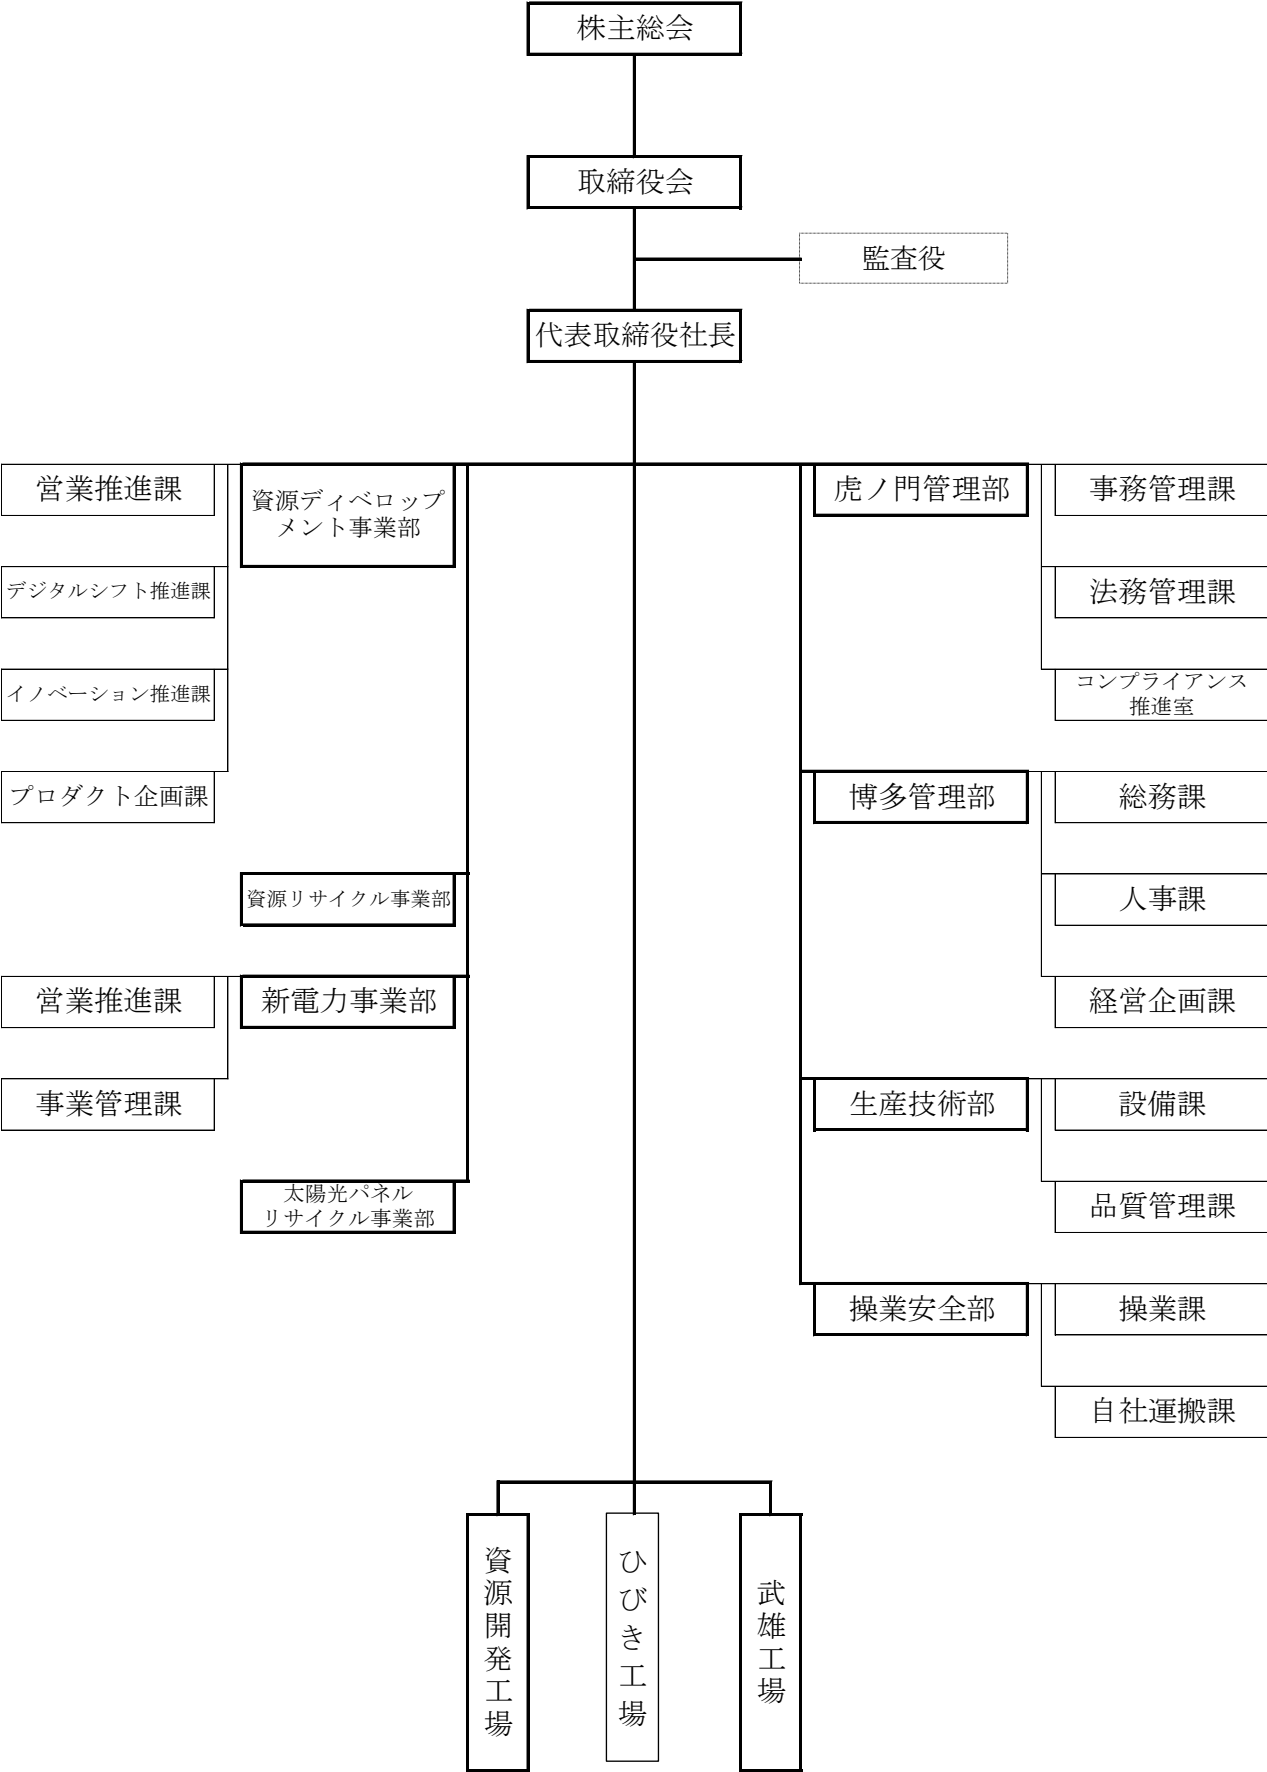 株主総会
取締役会
監査役
代表取締役社長
営業推進課
資源ディベロップ
メント事業部
虎ノ門管理部
事務管理課
デジタルシフト推進課
法務管理課
イノベーション推進課
コンプライアンス
推進室
プロダクト企画課
博多管理部
総務課
資源リサイクル事業部
人事課
営業推進課
新電力事業部
経営企画課
事業管理課
生産技術部
設備課
太陽光パネル
リサイクル事業部
品質管理課
操業安全部
操業課
自社運搬課
資源開発工場
ひびき工場
武雄工場